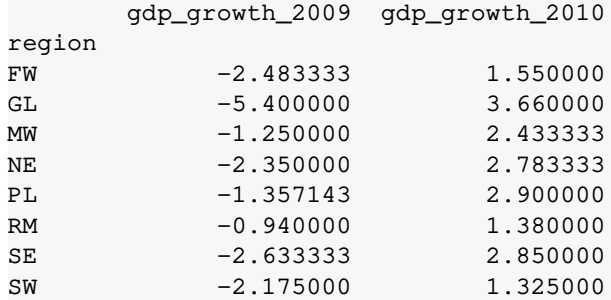 gdp_growth_2009 gdp_growth_2010
region
FW -2.483333 1.550000
GL -5.400000 3.660000
MW -1.250000 2.433333
NE -2.350000 2.783333
PL -1.357143 2.900000
RM -0.940000 1.380000
SE -2.633333 2.850000
SW -2.175000 1.325000